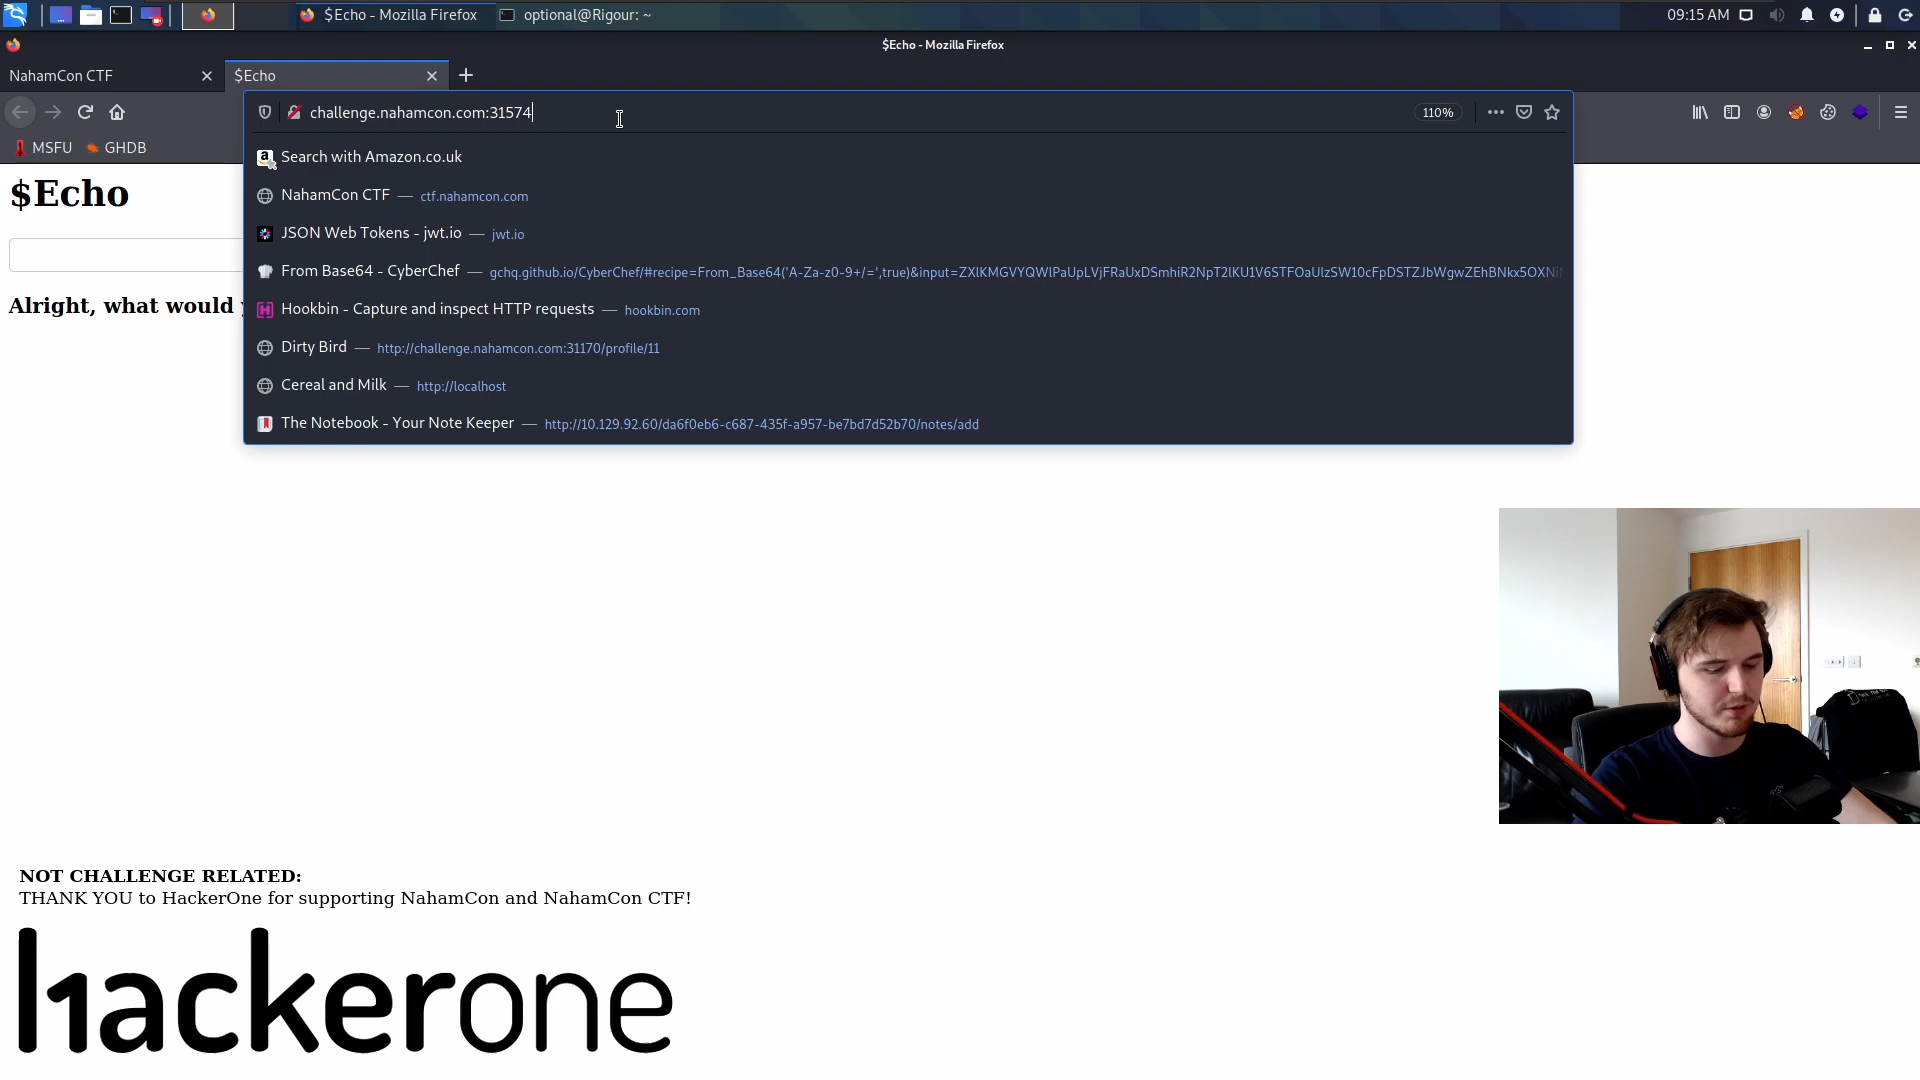 $Echo - Mozilla Firefox
optional@Rigour: ~
09:15 AM
$Echo - Mozilla Firefox
NahamCon CTF
$Echo
challenge.nahamcon.com:31574
110%
MSFU
GHDB
Search with Amazon.co.uk
$Echo
NahamCon CTF — ctf.nahamcon.com
JSON Web Tokens - jwt.io — jwt.io
From Base64 - CyberChef — gchq.github.io/CyberChef/#recipe=From_Base64('A-Za-z0-9+/=',true)&input=ZXlKMGVYQWlPaUpLVjFRaUxDSmhiR2NpT2lKU1V6STFOaUlzSW10cFpDSTZJbWgwZEhBNkx5OXNi
Hookbin - Capture and inspect HTTP requests — hookbin.com
Alright, what would
Dirty Bird — http://challenge.nahamcon.com:31170/profile/11
Cereal and Milk — http://localhost
The Notebook - Your Note Keeper — http://10.129.92.60/da6f0eb6-c687-435f-a957-be7bd7d52b70/notes/add
NOT CHALLENGE RELATED:
THANK YOU to HackerOne for supporting NahamCon and NahamCon CTF!
hackerone